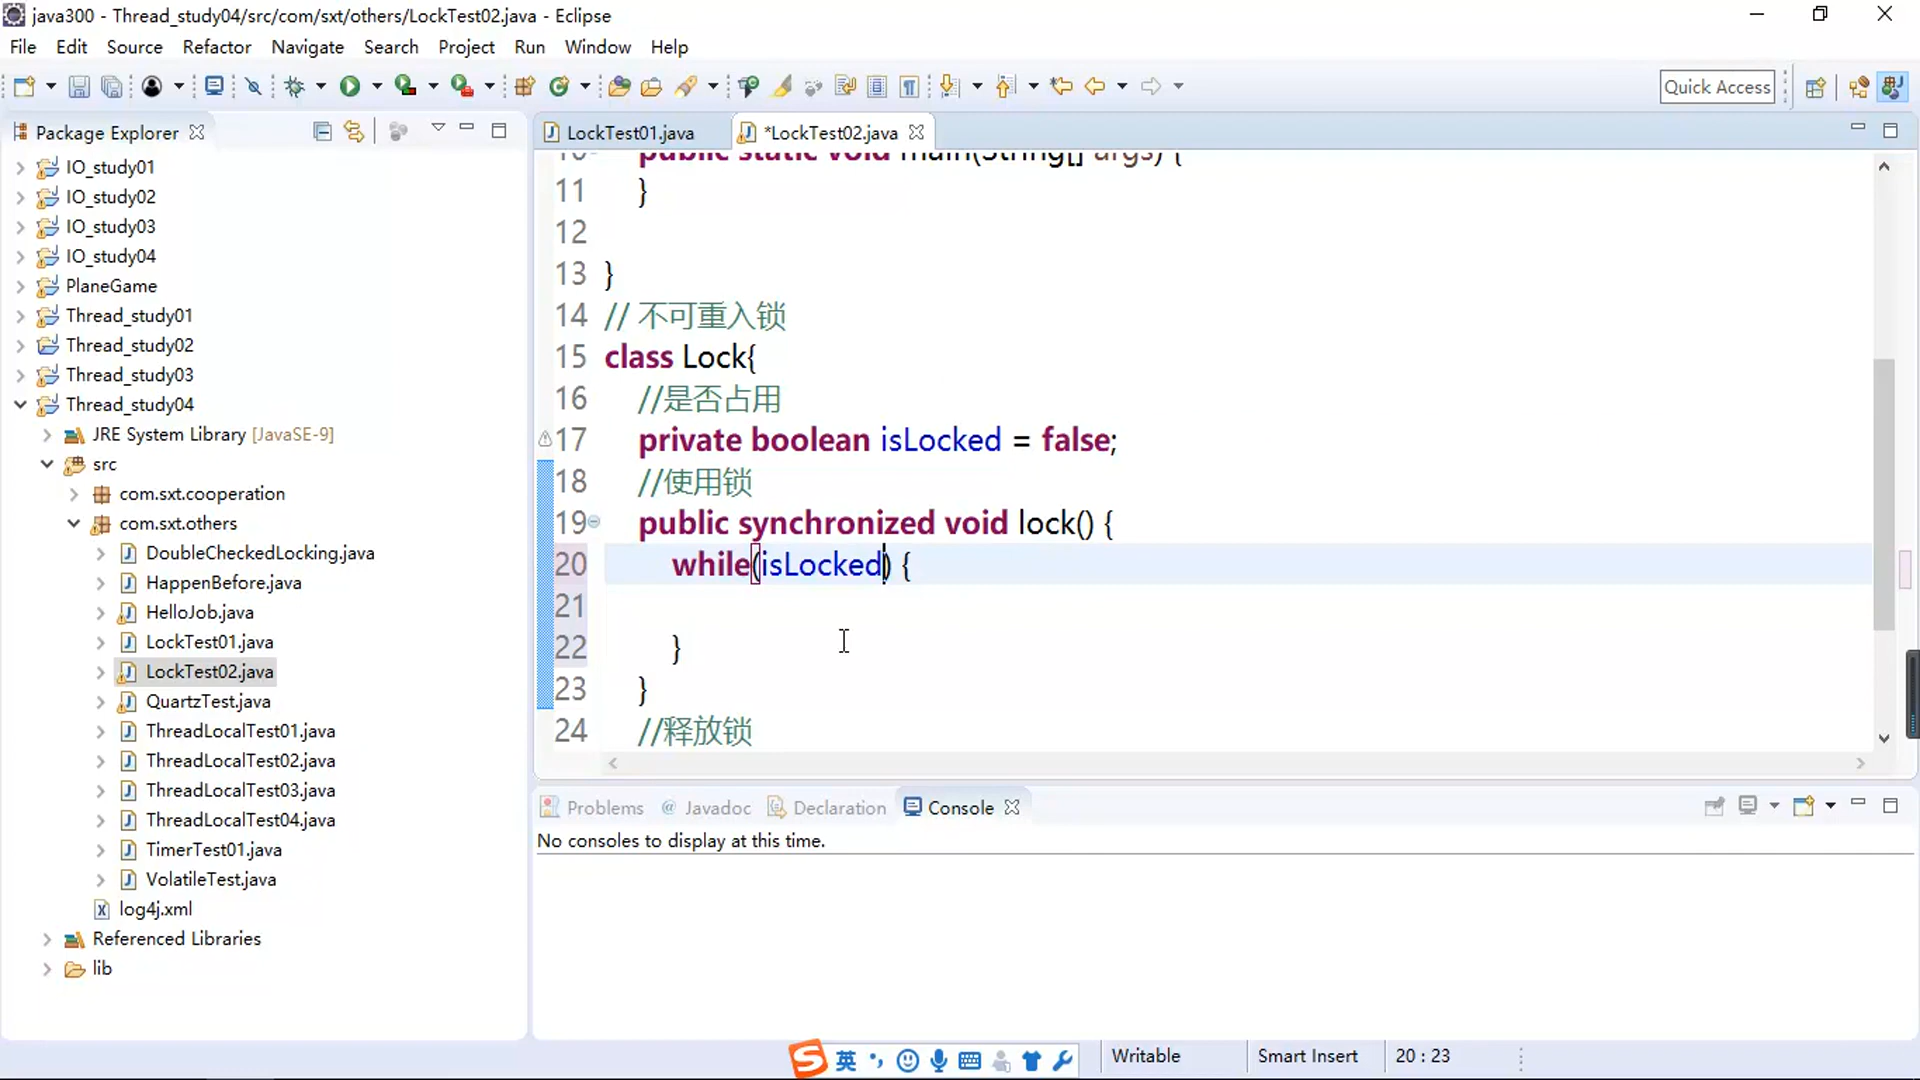 java300 - Thread_study04/src/com/sxt/others/LockTest02.java - Eclipse
File Edit Source Refactor Navigate Search Project Run Window Help
Quick Access
Package Explorer
IO_study01
IO_study02
IO_study03
IO_study04
PlaneGame
Thread_study01
Thread_study02
Thread_study03
Thread_study04
JRE System Library [JavaSE-9]
src
com.sxt.cooperation
com.sxt.others
DoubleCheckedLocking.java
HappenBefore.java
HelloJob.java
LockTest01.java
LockTest02.java
QuartzTest.java
ThreadLocalTest01.java
ThreadLocalTest02.java
ThreadLocalTest03.java
ThreadLocalTest04.java
TimerTest01.java
VolatileTest.java
log4j.xml
Referenced Libraries
lib
LockTest01.java *LockTest02.java
10 public static void main(String[] args) {
11 }
12
13 }
14 // 不可重入锁
15 class Lock{
16 //是否占用
17 private boolean isLocked = false;
18 //使用锁
19 public synchronized void lock() {
20 while(isLocked) {
21
22 }
23 }
24 //释放锁
Problems @ Javadoc Declaration Console
No consoles to display at this time.
英
Writable Smart Insert 20 : 23